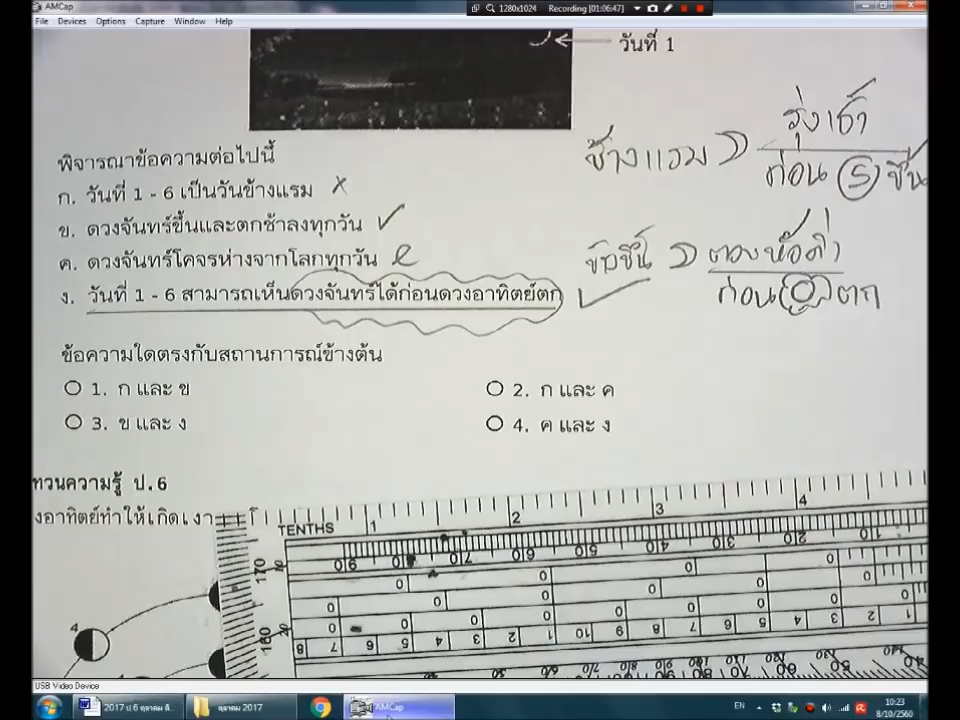 AMCap
1280x1024 Recording [01:06:47]
File Devices Options Capture Window Help
วันที่ 1
พิจารณาข้อความต่อไปนี้
ก. วันที่ 1 - 6 เป็นวันข้างแรม
ข. ดวงจันทร์ขึ้นและตกช้าลงทุกวัน
ค. ดวงจันทร์โคจรห่างจากโลกทุกวัน
ง. วันที่ 1 - 6 สามารถเห็นดวงจันทร์ได้ก่อนดวงอาทิตย์ตก
ข้างแรม
รุ่งเช้า
ก่อน S ขึ้น
ข้างขึ้น
ตอนหัวค่ำ
ก่อน ตก
ข้อความใดตรงกับสถานการณ์ข้างต้น
1. ก และ ข
2. ก และ ค
3. ข และ ง
4. ค และ ง
ทวนความรู้ ป.6
งอาทิตย์ทำให้เกิดเงา
TENTHS 1 2 3 4
170
160
4
USB Video Device
2017 ป.6 ตุลาคม
ตุลาคม 2017
AMCap
EN
10:23
8/10/2560